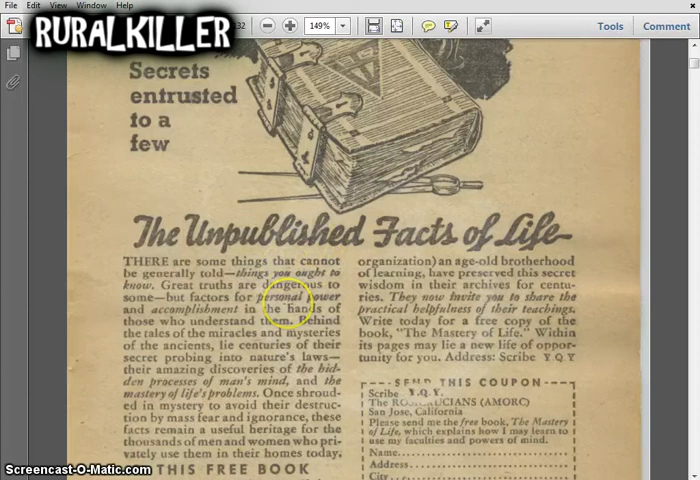 File Edit View Window Help
32 149% Tools Comment
RURALKILLER
Secrets
entrusted
to a
few
The Unpublished Facts of Life
THERE are some things that cannot
be generally told—things you ought to
know. Great truths are dangerous to
some—but factors for personal power
and accomplishment in the hands of
those who understand them. Behind
the tales of the miracles and mysteries
of the ancients, lie centuries of their
secret probing into nature's laws—
their amazing discoveries of the hid-
den processes of man's mind, and the
mastery of life's problems. Once shroud-
ed in mystery to avoid their destruc-
tion by mass fear and ignorance, these
facts remain a useful heritage for the
thousands of men and women who pri-
vately use them in their homes today.
THIS FREE BOOK
organization) an age-old brotherhood
of learning, have preserved this secret
wisdom in their archives for centu-
ries. They now invite you to share the
practical helpfulness of their teachings.
Write today for a free copy of the
book, "The Mastery of Life." Within
its pages may lie a new life of oppor-
tunity for you. Address: Scribe Y Q Y
SEND THIS COUPON
Scribe Y.Q.Y.
The ROSICRUCIANS (AMORC)
San Jose, California
Please send me the free book, The Mastery
of Life, which explains how I may learn to
use my faculties and powers of mind.
Name
Address
City
Screencast-O-Matic.com